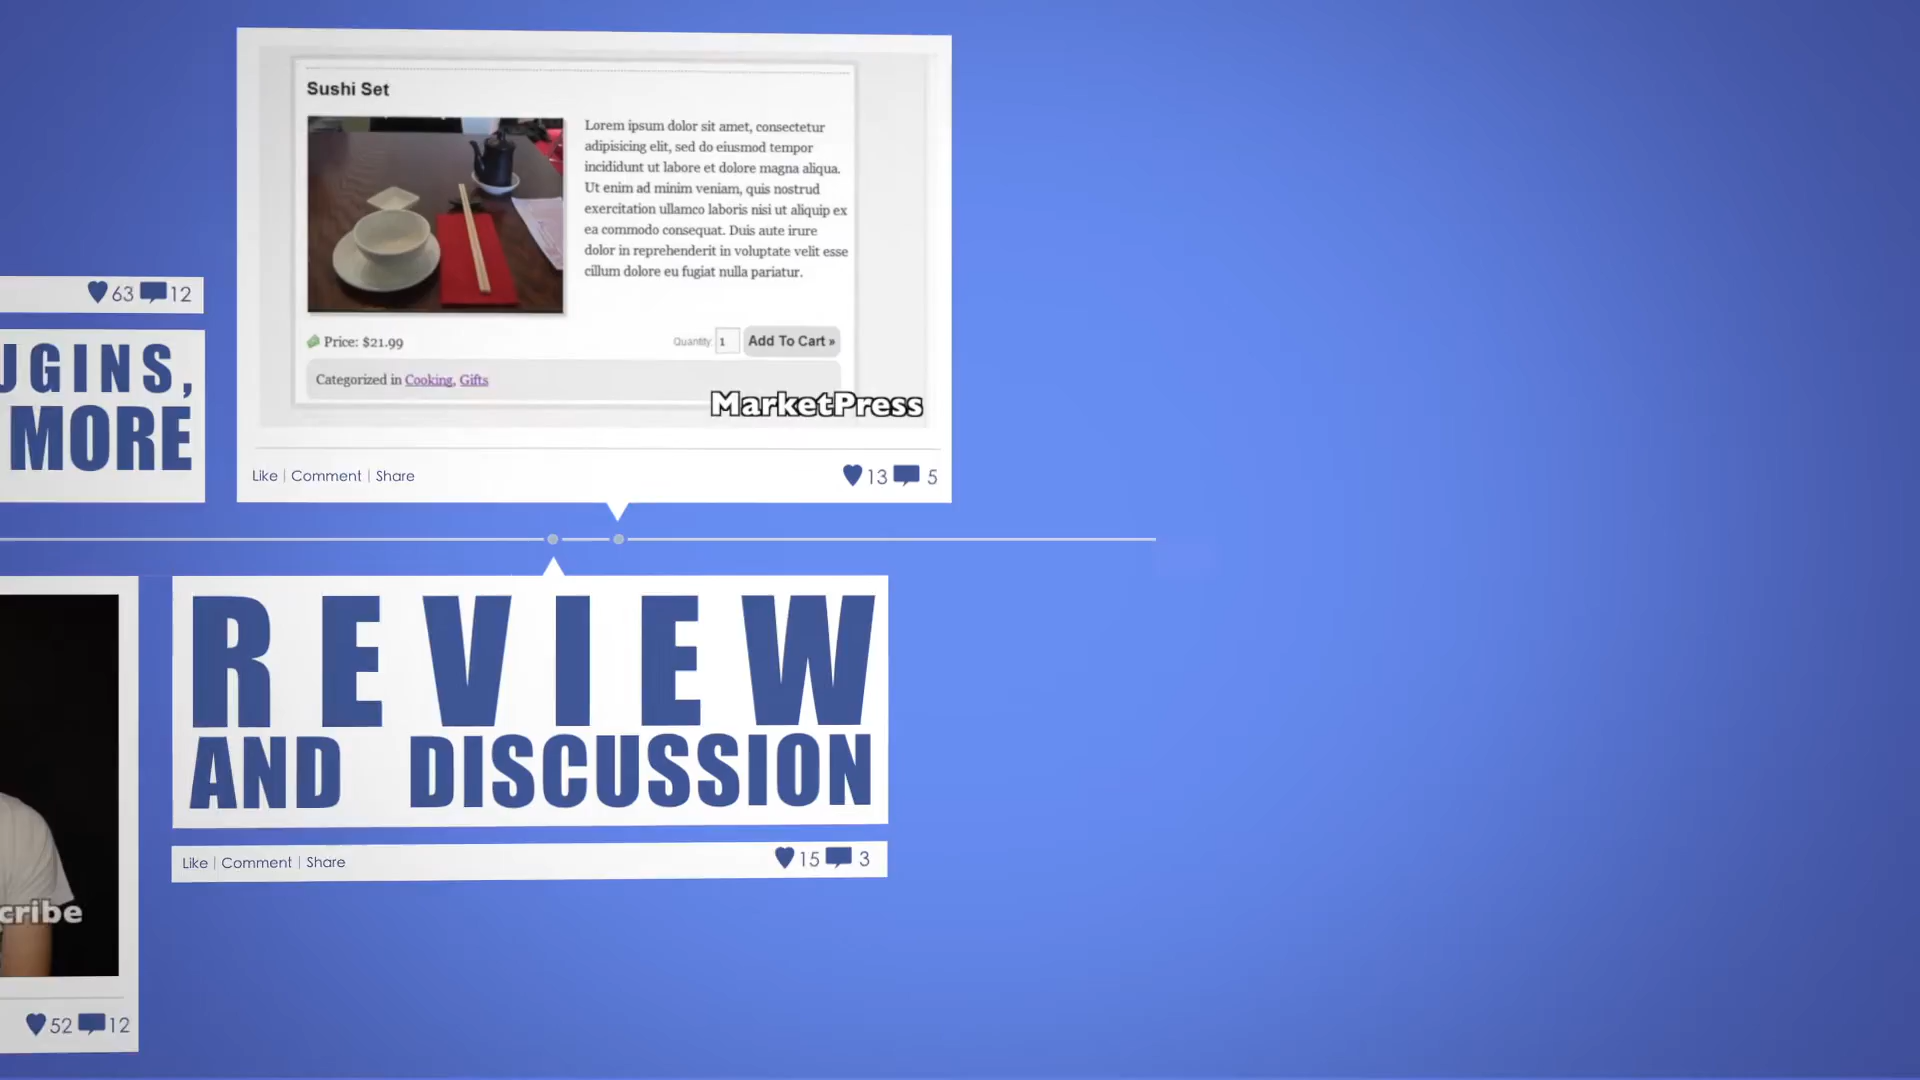 63 12
UGINS,
MORE
Sushi Set
Lorem ipsum dolor sit amet, consectetur
adipisicing elit, sed do eiusmod tempor
incididunt ut labore et dolore magna aliqua.
Ut enim ad minim veniam, quis nostrud
exercitation ullamco laboris nisi ut aliquip ex
ea commodo consequat. Duis aute irure
dolor in reprehenderit in voluptate velit esse
cillum dolore eu fugiat nulla pariatur.
Price: $21.99 Quantity: 1 Add To Cart »
Categorized in Cooking, Gifts
MarketPress
Like | Comment | Share 13 5
REVIEW
AND DISCUSSION
Like | Comment | Share 15 3
cribe
52 12